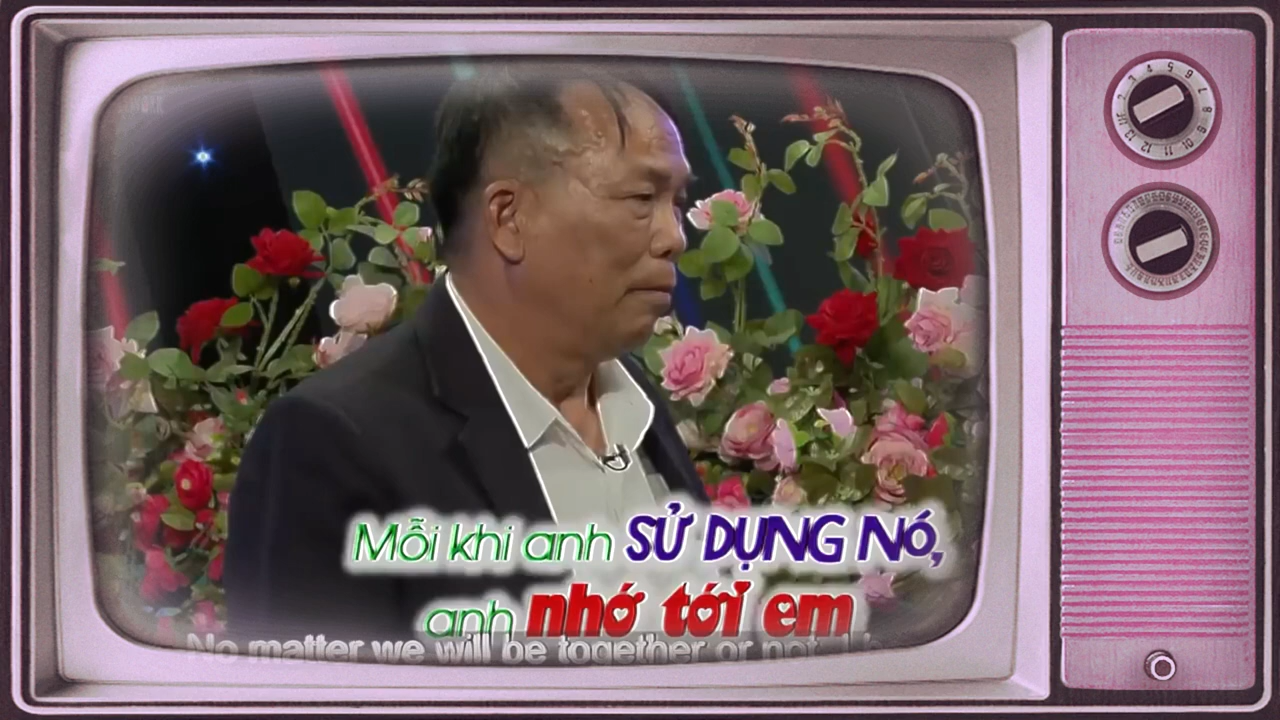 Mỗi khi anh SỬ DỤNG NÓ,
anh nhớ tới em
No matter we will be together or not, I